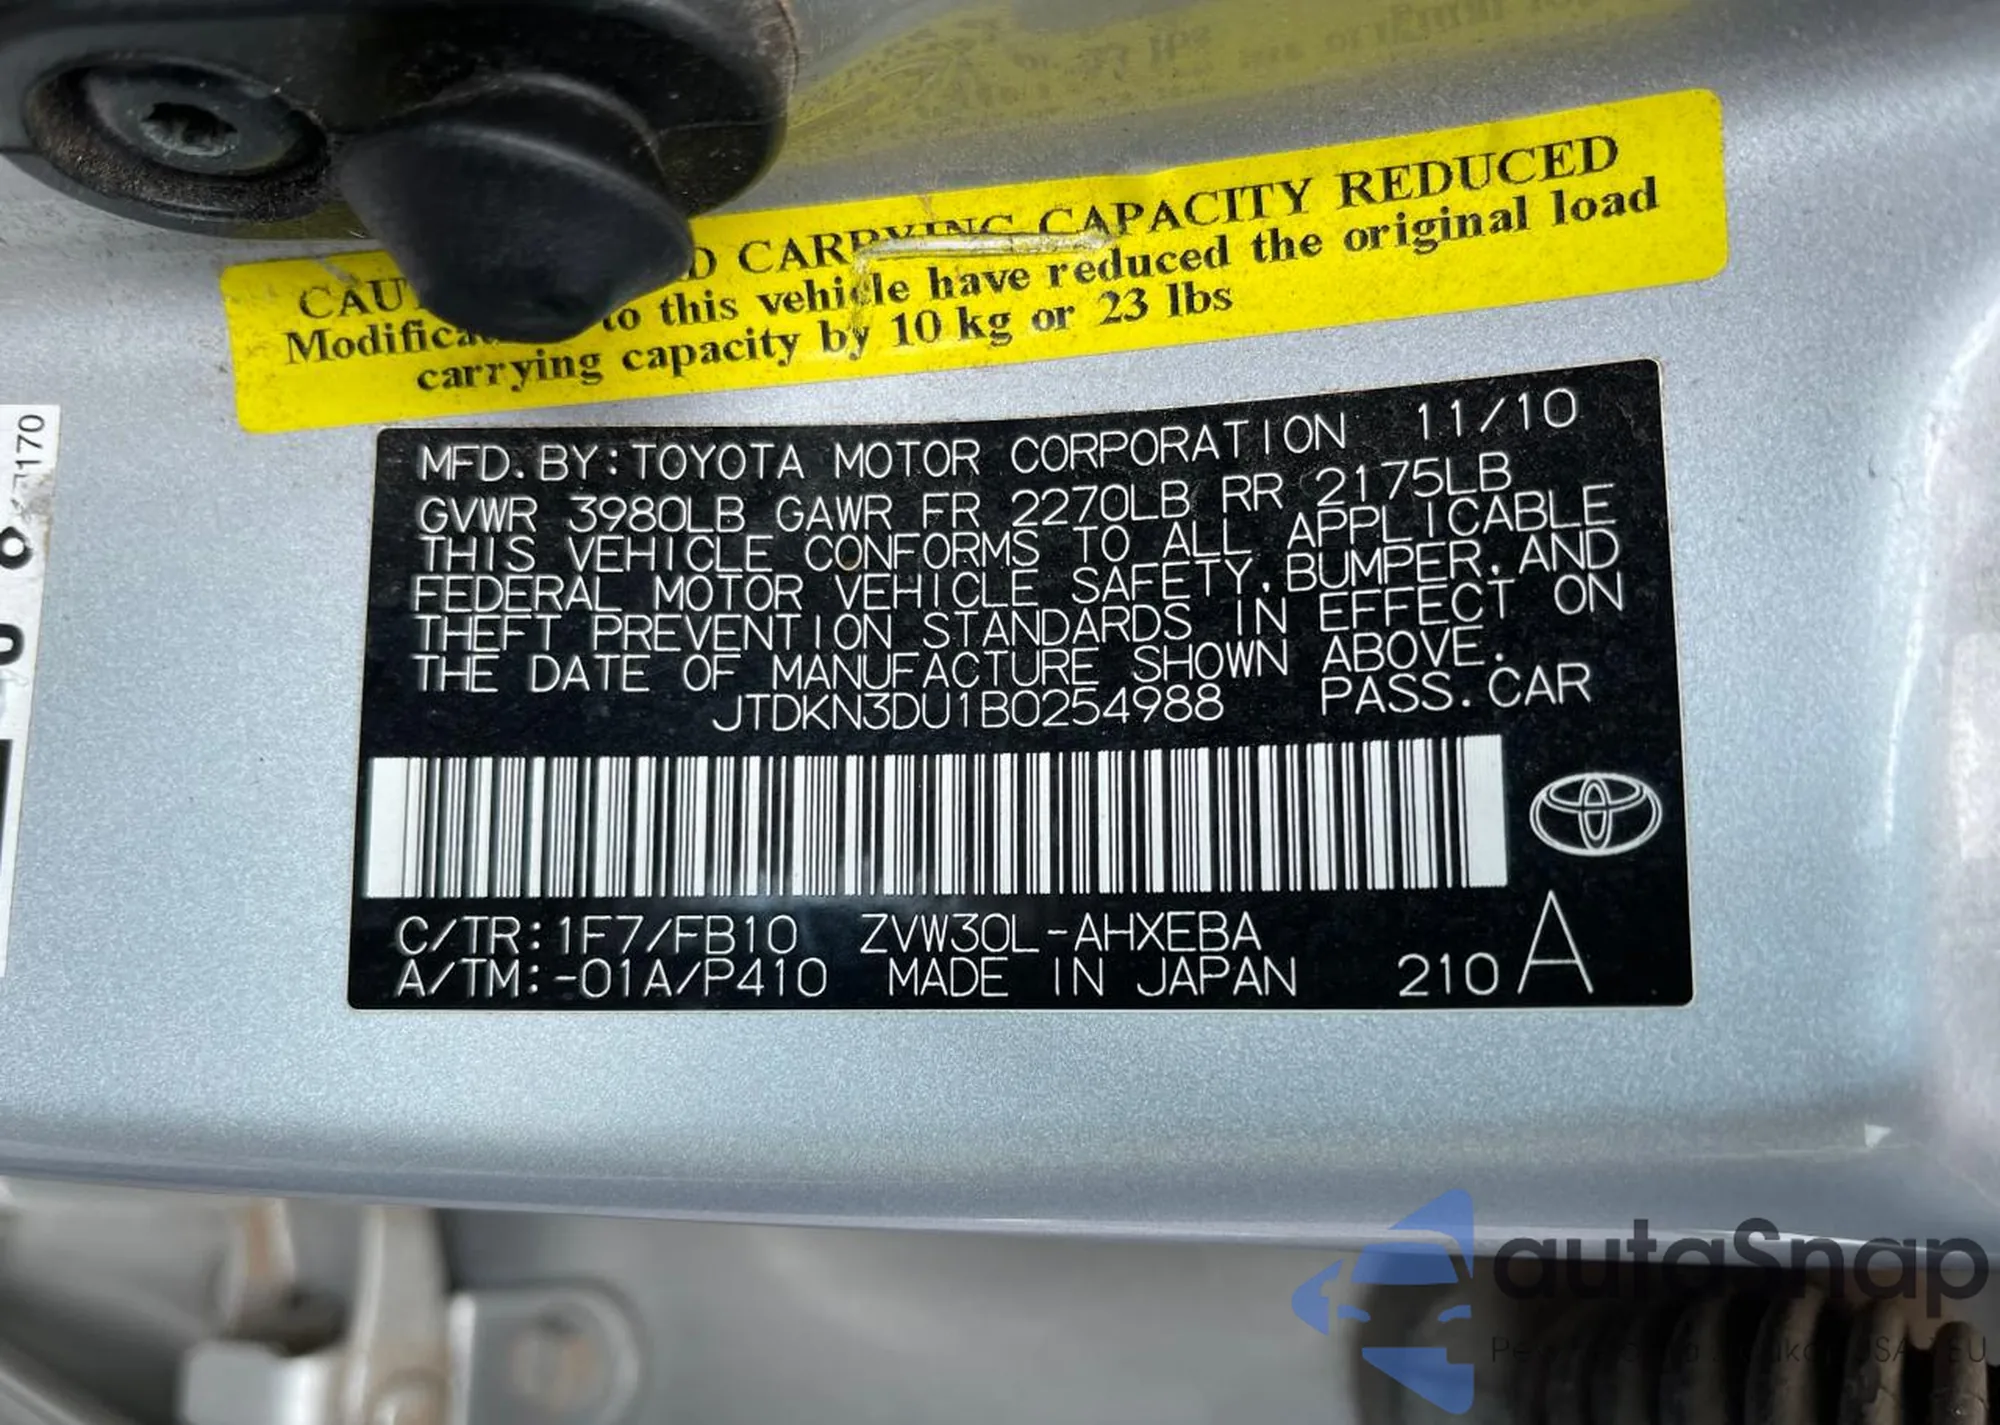 CAU D CARRYING CAPACITY REDUCED
Modifica to this vehicle have reduced the original load
carrying capacity by 10 kg or 23 lbs
170
MFD. BY: TOYOTA MOTOR CORPORATION 11/10
GVWR 3980LB GAWR FR 2270LB RR 2175LB
THIS VEHICLE CONFORMS TO ALL APPLICABLE
FEDERAL MOTOR VEHICLE SAFETY, BUMPER, AND
THEFT PREVENTION STANDARDS IN EFFECT ON
THE DATE OF MANUFACTURE SHOWN ABOVE.
JTDKN3DU1B0254988 PASS. CAR
C/TR: 1F7/FB10 ZVW30L-AHXEBA
A/TM: -01A/P410 MADE IN JAPAN 210 A
autoSnap